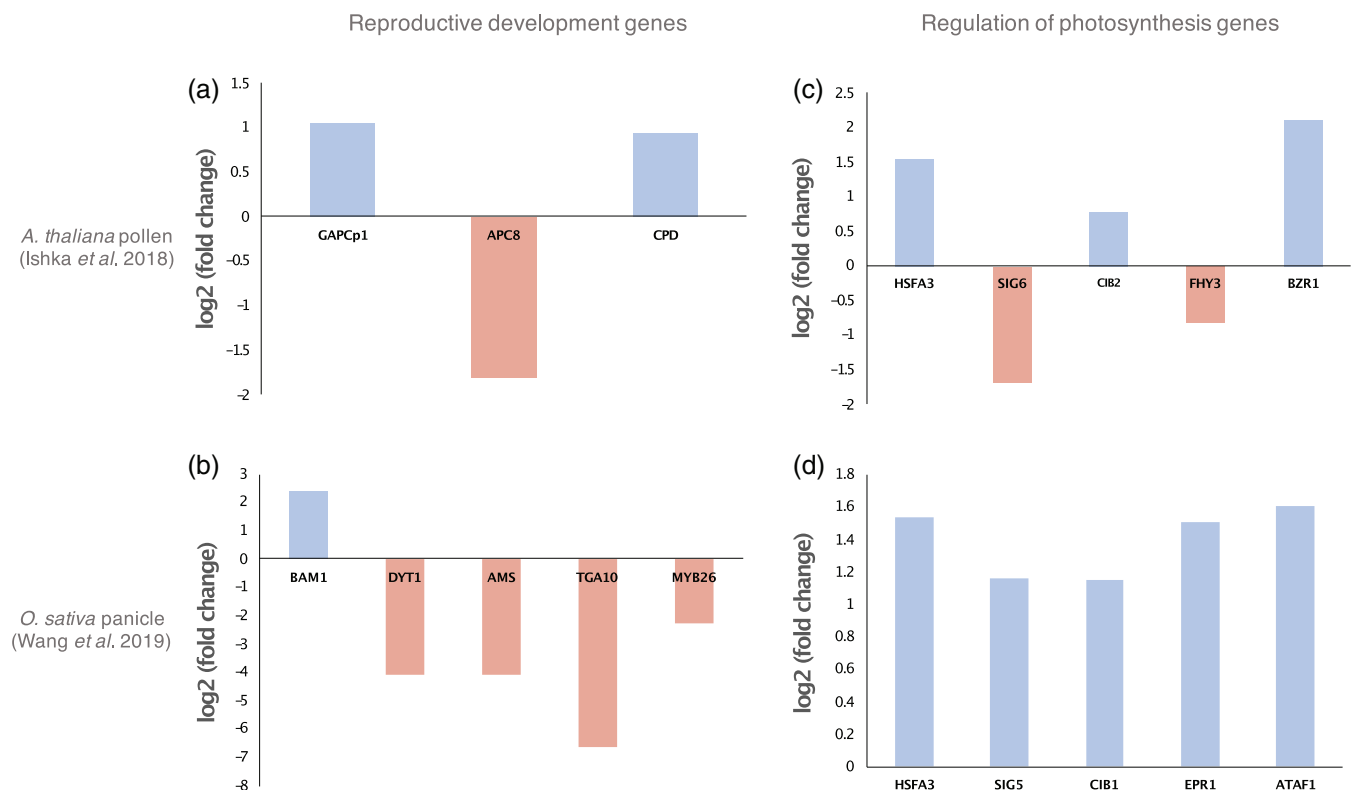 Reproductive development genes
Regulation of photosynthesis genes
A. thaliana pollen
(Ishka et al. 2018)
(a)
log2 (fold change)
1.5
1
0.5
0
−0.5
−1
−1.5
−2
GAPCp1
APC8
CPD
(c)
log2 (fold change)
2.5
2
1.5
1
0.5
0
−0.5
−1
−1.5
−2
HSFA3
SIG6
CIB2
FHY3
BZR1
O. sativa panicle
(Wang et al. 2019)
(b)
log2 (fold change)
3
2
1
0
−1
−2
−3
−4
−5
−6
−7
−8
BAM1
DYT1
AMS
TGA10
MYB26
(d)
log2 (fold change)
1.8
1.6
1.4
1.2
1
0.8
0.6
0.4
0.2
0
HSFA3
SIG5
CIB1
EPR1
ATAF1